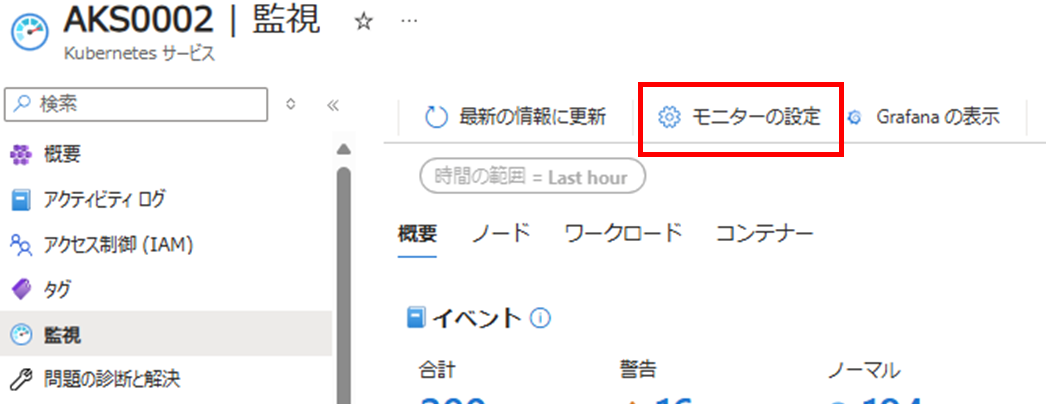 AKS0002 | 監視 ☆ …
Kubernetes サービス
検索
最新の情報に更新 モニターの設定 Grafana の表示
概要
アクティビティ ログ
アクセス制御 (IAM)
タグ
監視
問題の診断と解決
時間の範囲 = Last hour
概要 ノード ワークロード コンテナー
イベント
合計 警告 ノーマル